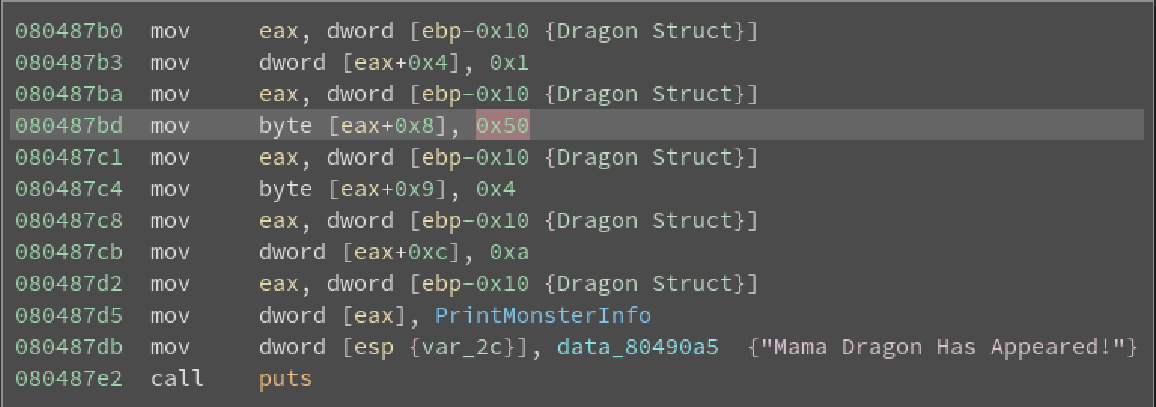 080487b0 mov eax, dword [ebp-0x10 {Dragon Struct}]
080487b3 mov dword [eax+0x4], 0x1
080487ba mov eax, dword [ebp-0x10 {Dragon Struct}]
080487bd mov byte [eax+0x8], 0x50
080487c1 mov eax, dword [ebp-0x10 {Dragon Struct}]
080487c4 mov byte [eax+0x9], 0x4
080487c8 mov eax, dword [ebp-0x10 {Dragon Struct}]
080487cb mov dword [eax+0xc], 0xa
080487d2 mov eax, dword [ebp-0x10 {Dragon Struct}]
080487d5 mov dword [eax], PrintMonsterInfo
080487db mov dword [esp {var_2c}], data_80490a5 {"Mama Dragon Has Appeared!"}
080487e2 call puts